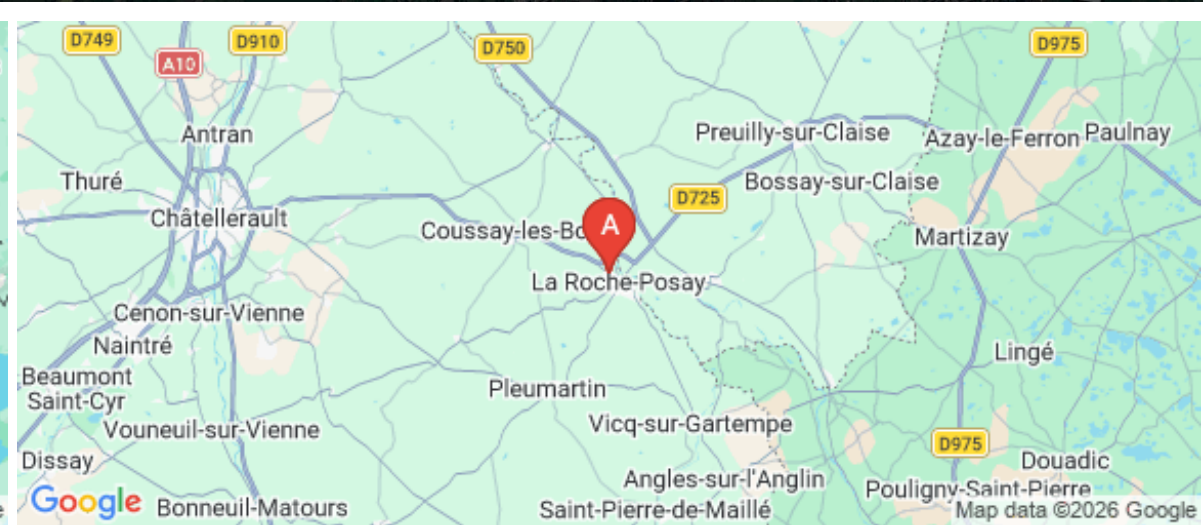 D749
D910
D750
D975
A10
Antran
Preuilly-sur-Claise
Azay-le-Ferron
Paulnay
Thuré
Bossay-sur-Claise
D725
Châtellerault
Coussay-les-Bo
A
Martizay
La Roche-Posay
Cenon-sur-Vienne
Naintré
Lingé
Beaumont
Saint-Cyr
Pleumartin
Vouneuil-sur-Vienne
Vicq-sur-Gartempe
D975
Dissay
Douadic
Angles-sur-l'Anglin
Pouligny-Saint-Pierre
Google
Bonneuil-Matours
Saint-Pierre-de-Maillé
Map data ©2026 Google